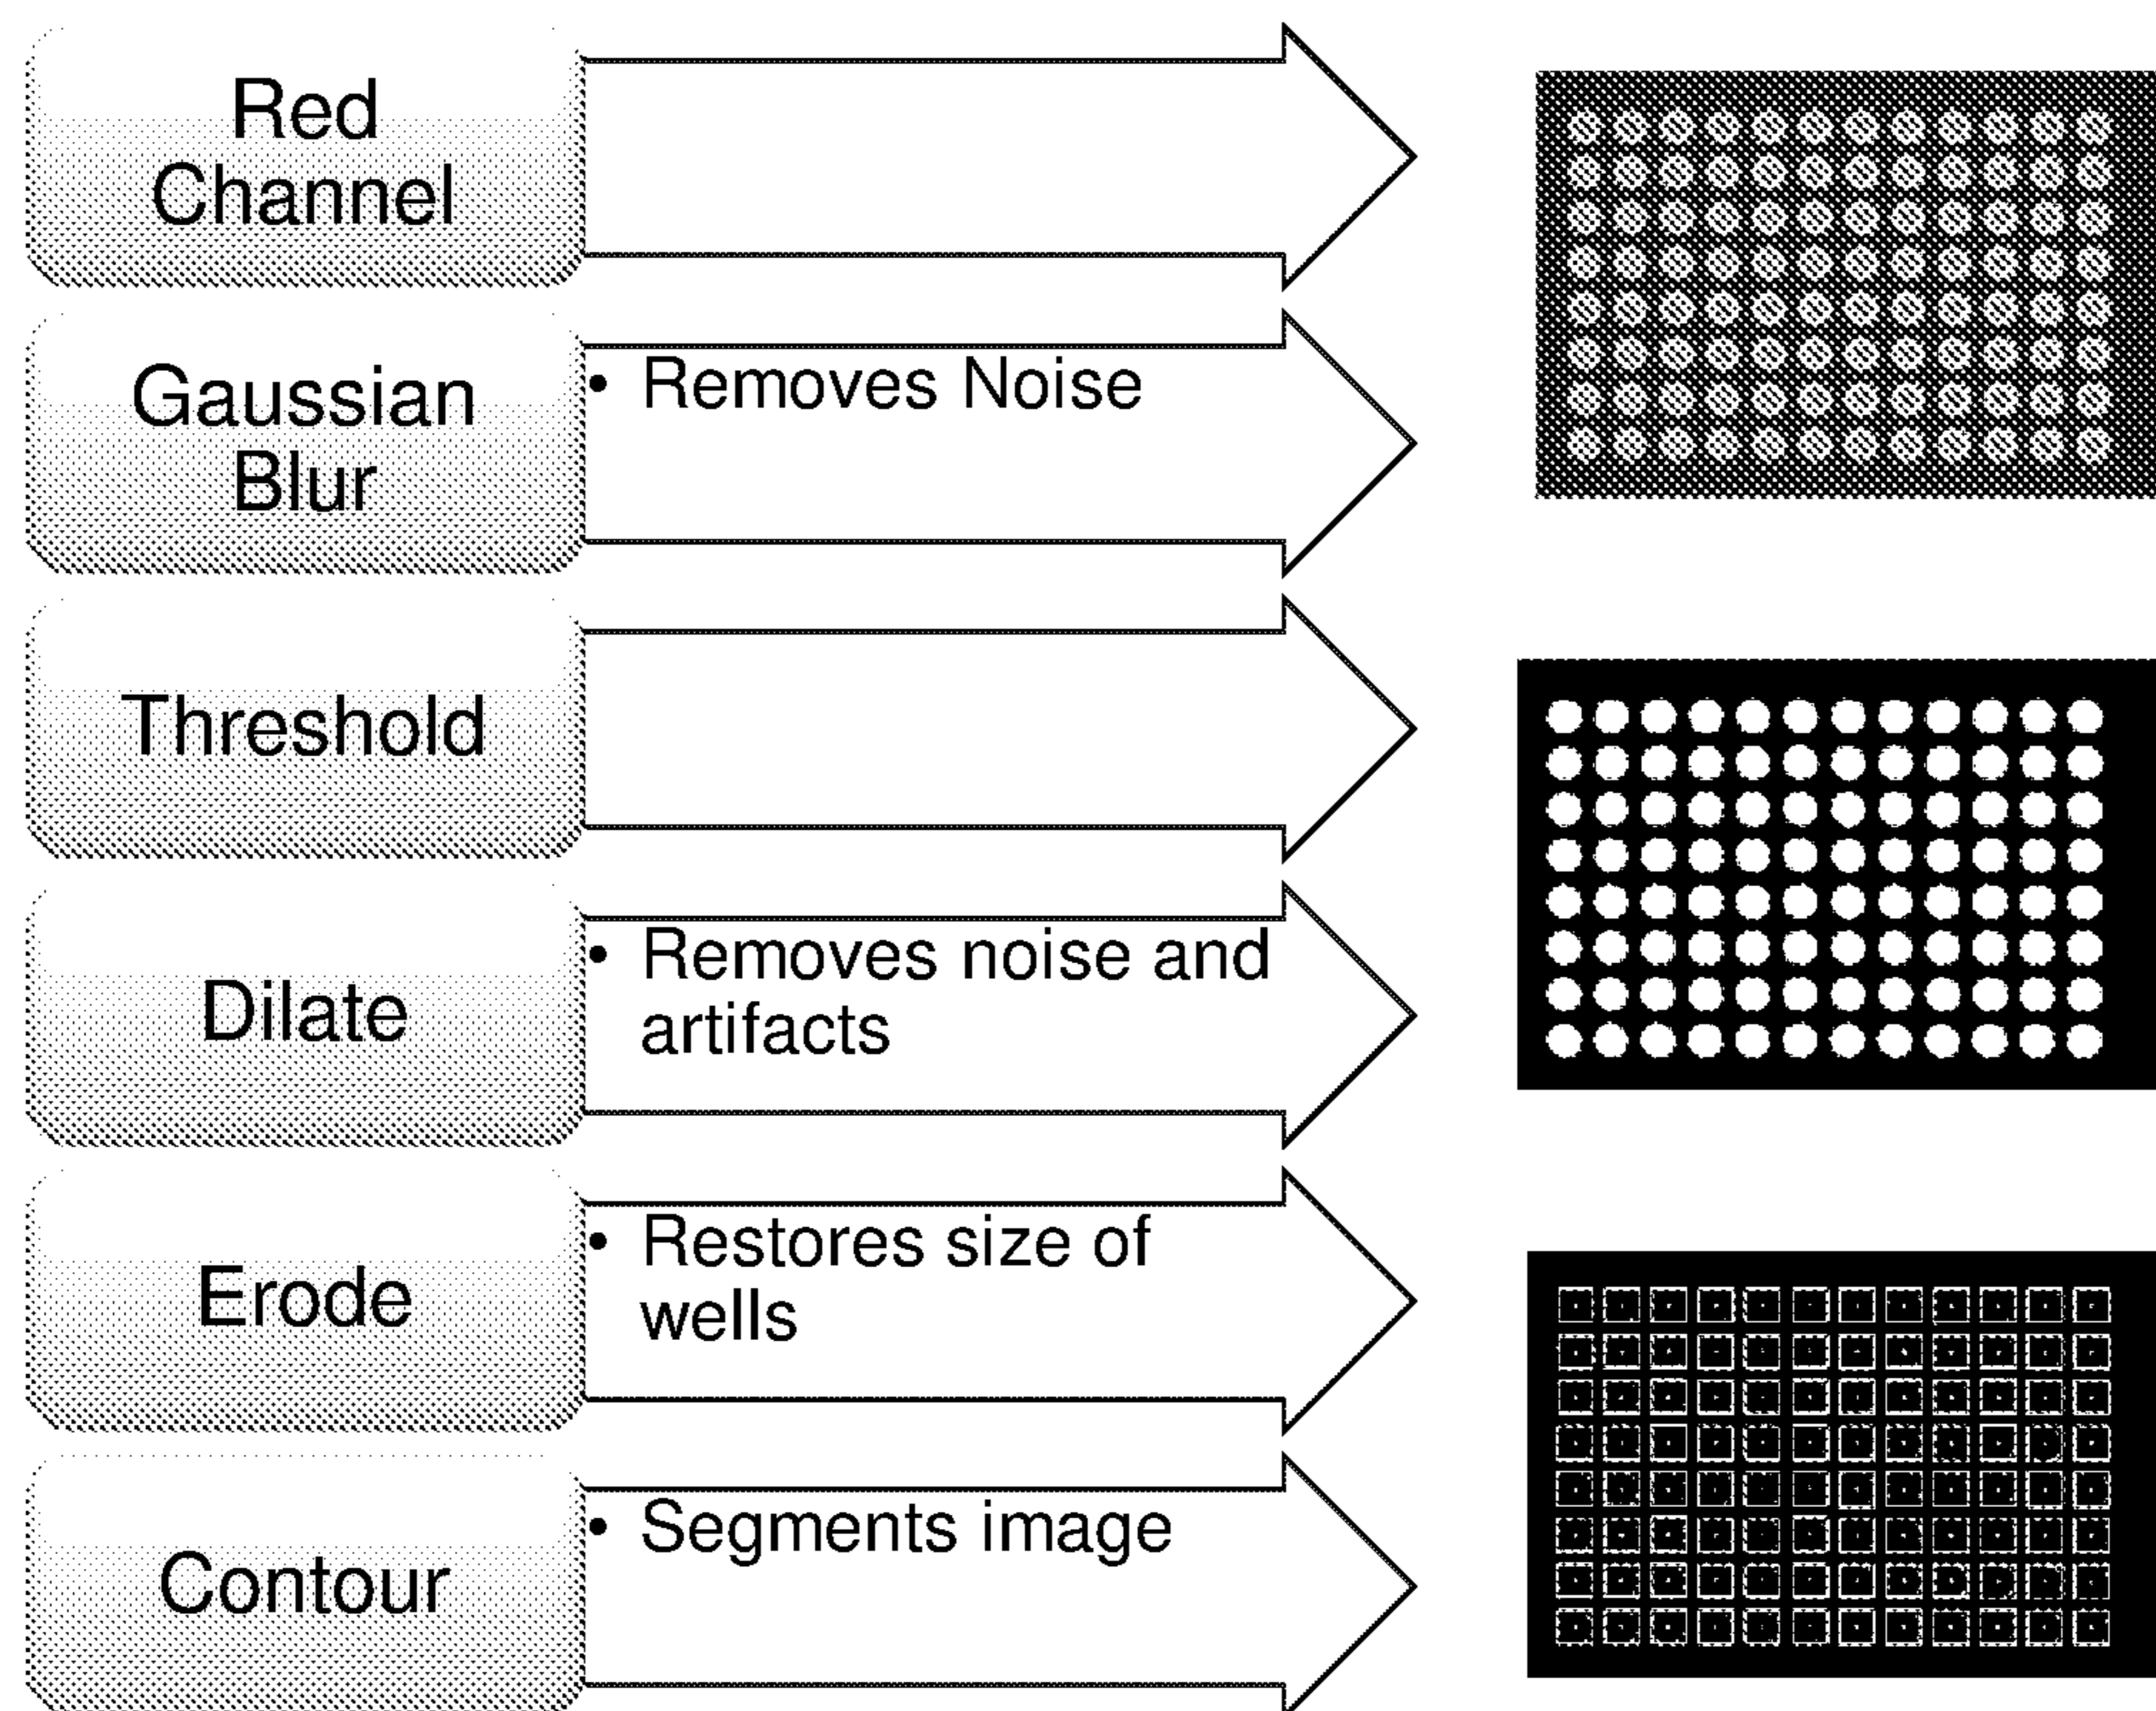 Red
Channel
Gaussian
Blur
• Removes Noise
Threshold
Dilate
• Removes noise and
artifacts
Erode
• Restores size of
wells
Contour
• Segments image